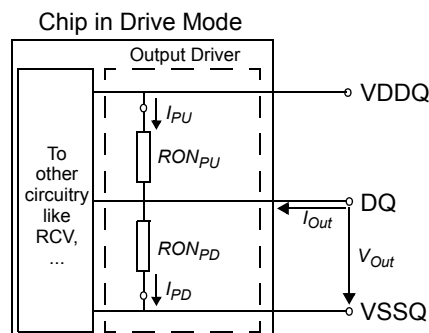 Chip in Drive Mode
Output Driver
VDDQ
I_PU
RON_PU
To
other
circuitry
like
RCV,
...
DQ
I_Out
RON_PD
V_Out
I_PD
VSSQ